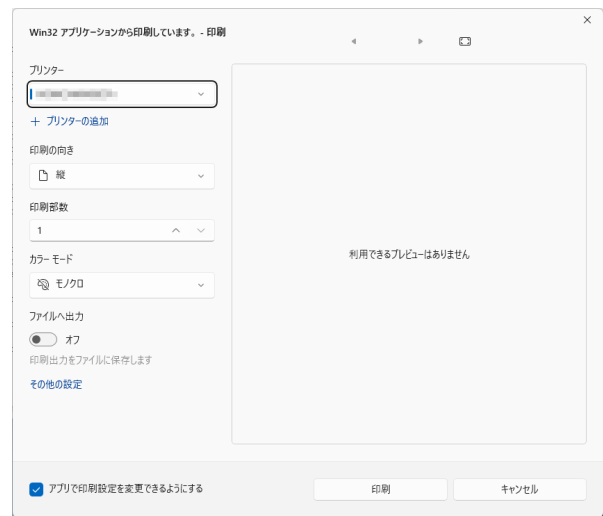 Win32 アプリケーションから印刷しています。- 印刷
プリンター
プリンターの追加
印刷の向き
縦
印刷部数
1
カラー モード
モノクロ
ファイルへ出力
オフ
印刷出力をファイルに保存します
その他の設定
利用できるプレビューはありません
アプリで印刷設定を変更できるようにする
印刷
キャンセル